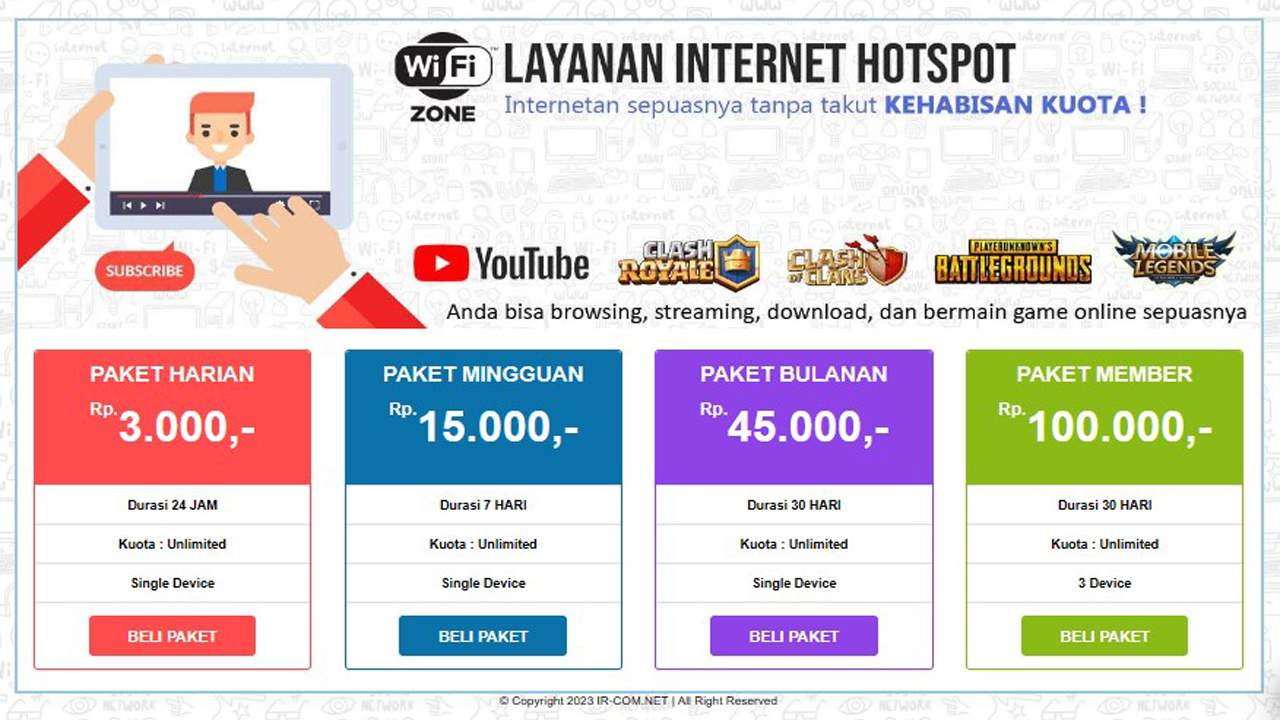 WiFi ™
ZONE
LAYANAN INTERNET HOTSPOT
Internetan sepuasnya tanpa takut KEHABISAN KUOTA !
SUBSCRIBE
YouTube
CLASH ROYALE
CLASH OF CLANS
PLAYERUNKNOWN'S
BATTLEGROUNDS
MOBILE LEGENDS
Anda bisa browsing, streaming, download, dan bermain game online sepuasnya
PAKET HARIAN
Rp. 3.000,-
Durasi 24 JAM
Kuota : Unlimited
Single Device
BELI PAKET
PAKET MINGGUAN
Rp. 15.000,-
Durasi 7 HARI
Kuota : Unlimited
Single Device
BELI PAKET
PAKET BULANAN
Rp. 45.000,-
Durasi 30 HARI
Kuota : Unlimited
Single Device
BELI PAKET
PAKET MEMBER
Rp. 100.000,-
Durasi 30 HARI
Kuota : Unlimited
3 Device
BELI PAKET
© Copyright 2023 IR-COM.NET | All Right Reserved